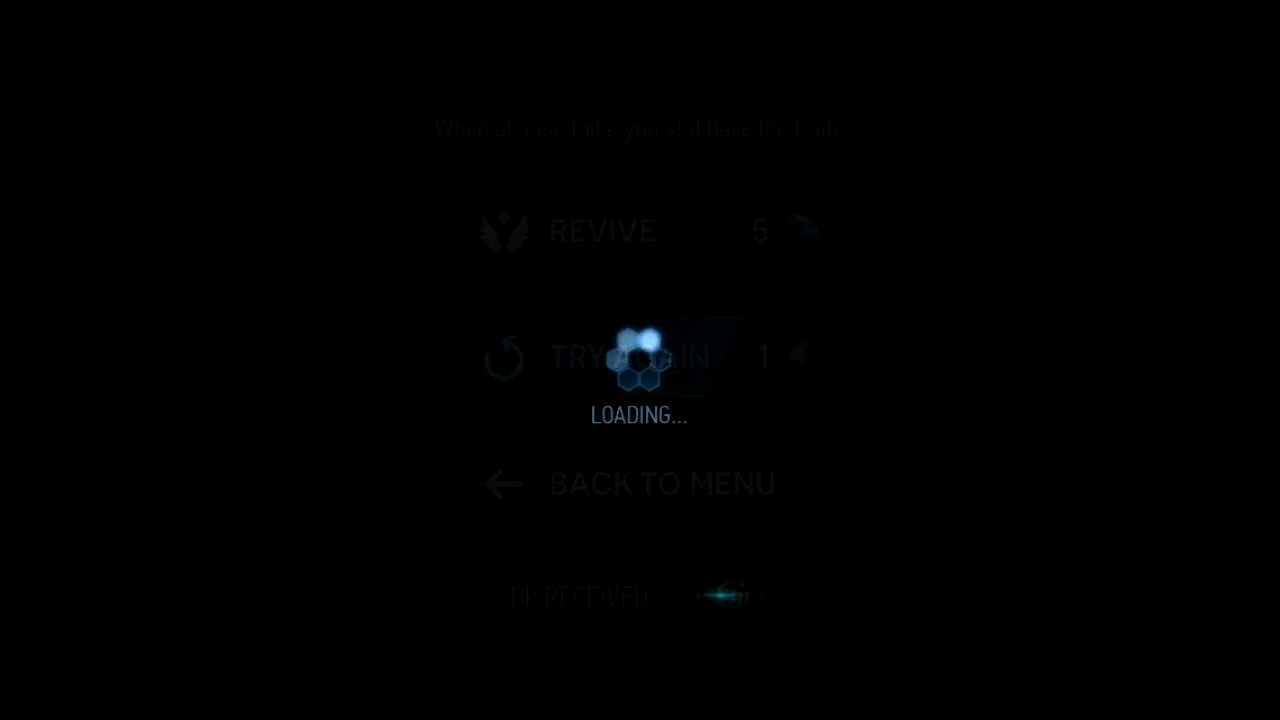 When all else fails, you still have the Knife
REVIVE 5
TRY AGAIN 1
LOADING...
BACK TO MENU
RP RECEIVED